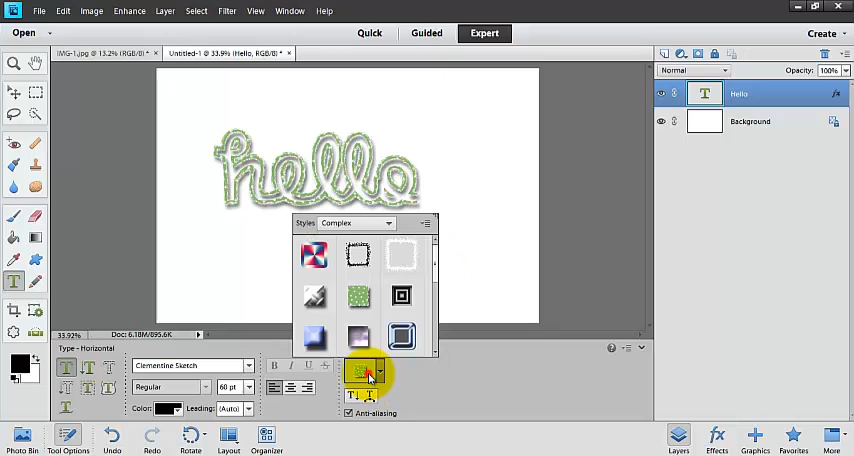 File Edit Image Enhance Layer Select Filter View Window Help
Open Quick Guided Expert Create
IMG-1.jpg @ 13.2% (RGB/8) * × Untitled-1 @ 33.9% (Hello, RGB/8) * ×
Normal Opacity: 100%
T Hello fx
Background
hello
Styles Complex
33.92% Doc: 6.18M/895.6K
Type - Horizontal
Clementine Sketch B I U S
Regular 60 pt
Color: Leading: (Auto)
Anti-aliasing
Photo Bin Tool Options Undo Redo Rotate Layout Organizer Layers Effects Graphics Favorites More